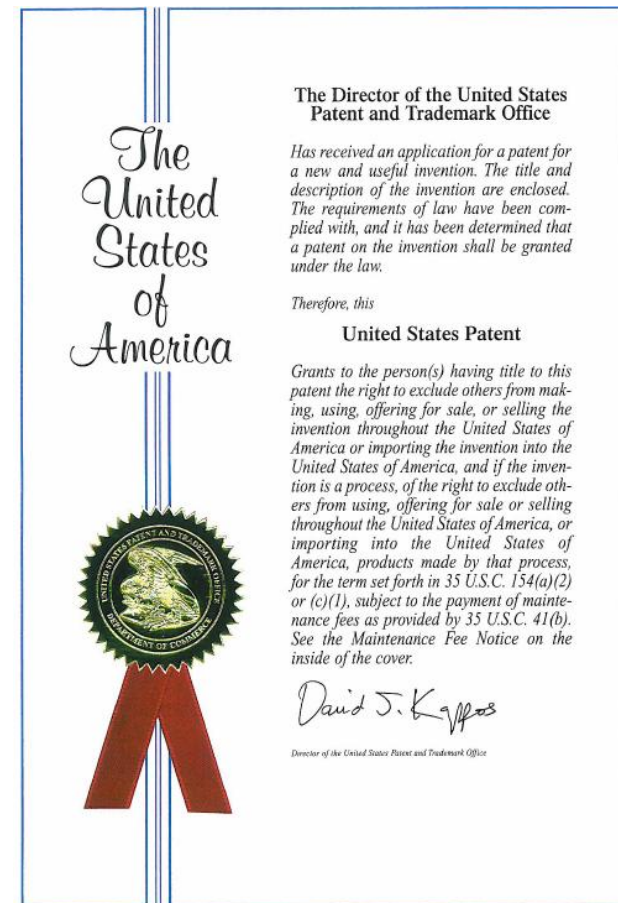 The
United
States
of
America
The Director of the United States
Patent and Trademark Office
Has received an application for a patent for
a new and useful invention. The title and
description of the invention are enclosed.
The requirements of law have been com-
plied with, and it has been determined that
a patent on the invention shall be granted
under the law.
Therefore, this
United States Patent
Grants to the person(s) having title to this
patent the right to exclude others from mak-
ing, using, offering for sale, or selling the
invention throughout the United States of
America or importing the invention into the
United States of America, and if the inven-
tion is a process, of the right to exclude oth-
ers from using, offering for sale or selling
throughout the United States of America, or
importing into the United States of
America, products made by that process,
for the term set forth in 35 U.S.C. 154(a)(2)
or (c)(1), subject to the payment of mainte-
nance fees as provided by 35 U.S.C. 41(b).
See the Maintenance Fee Notice on the
inside of the cover.
David J. Kappos
Director of the United States Patent and Trademark Office
UNITED STATES PATENT AND TRADEMARK OFFICE
DEPARTMENT OF COMMERCE